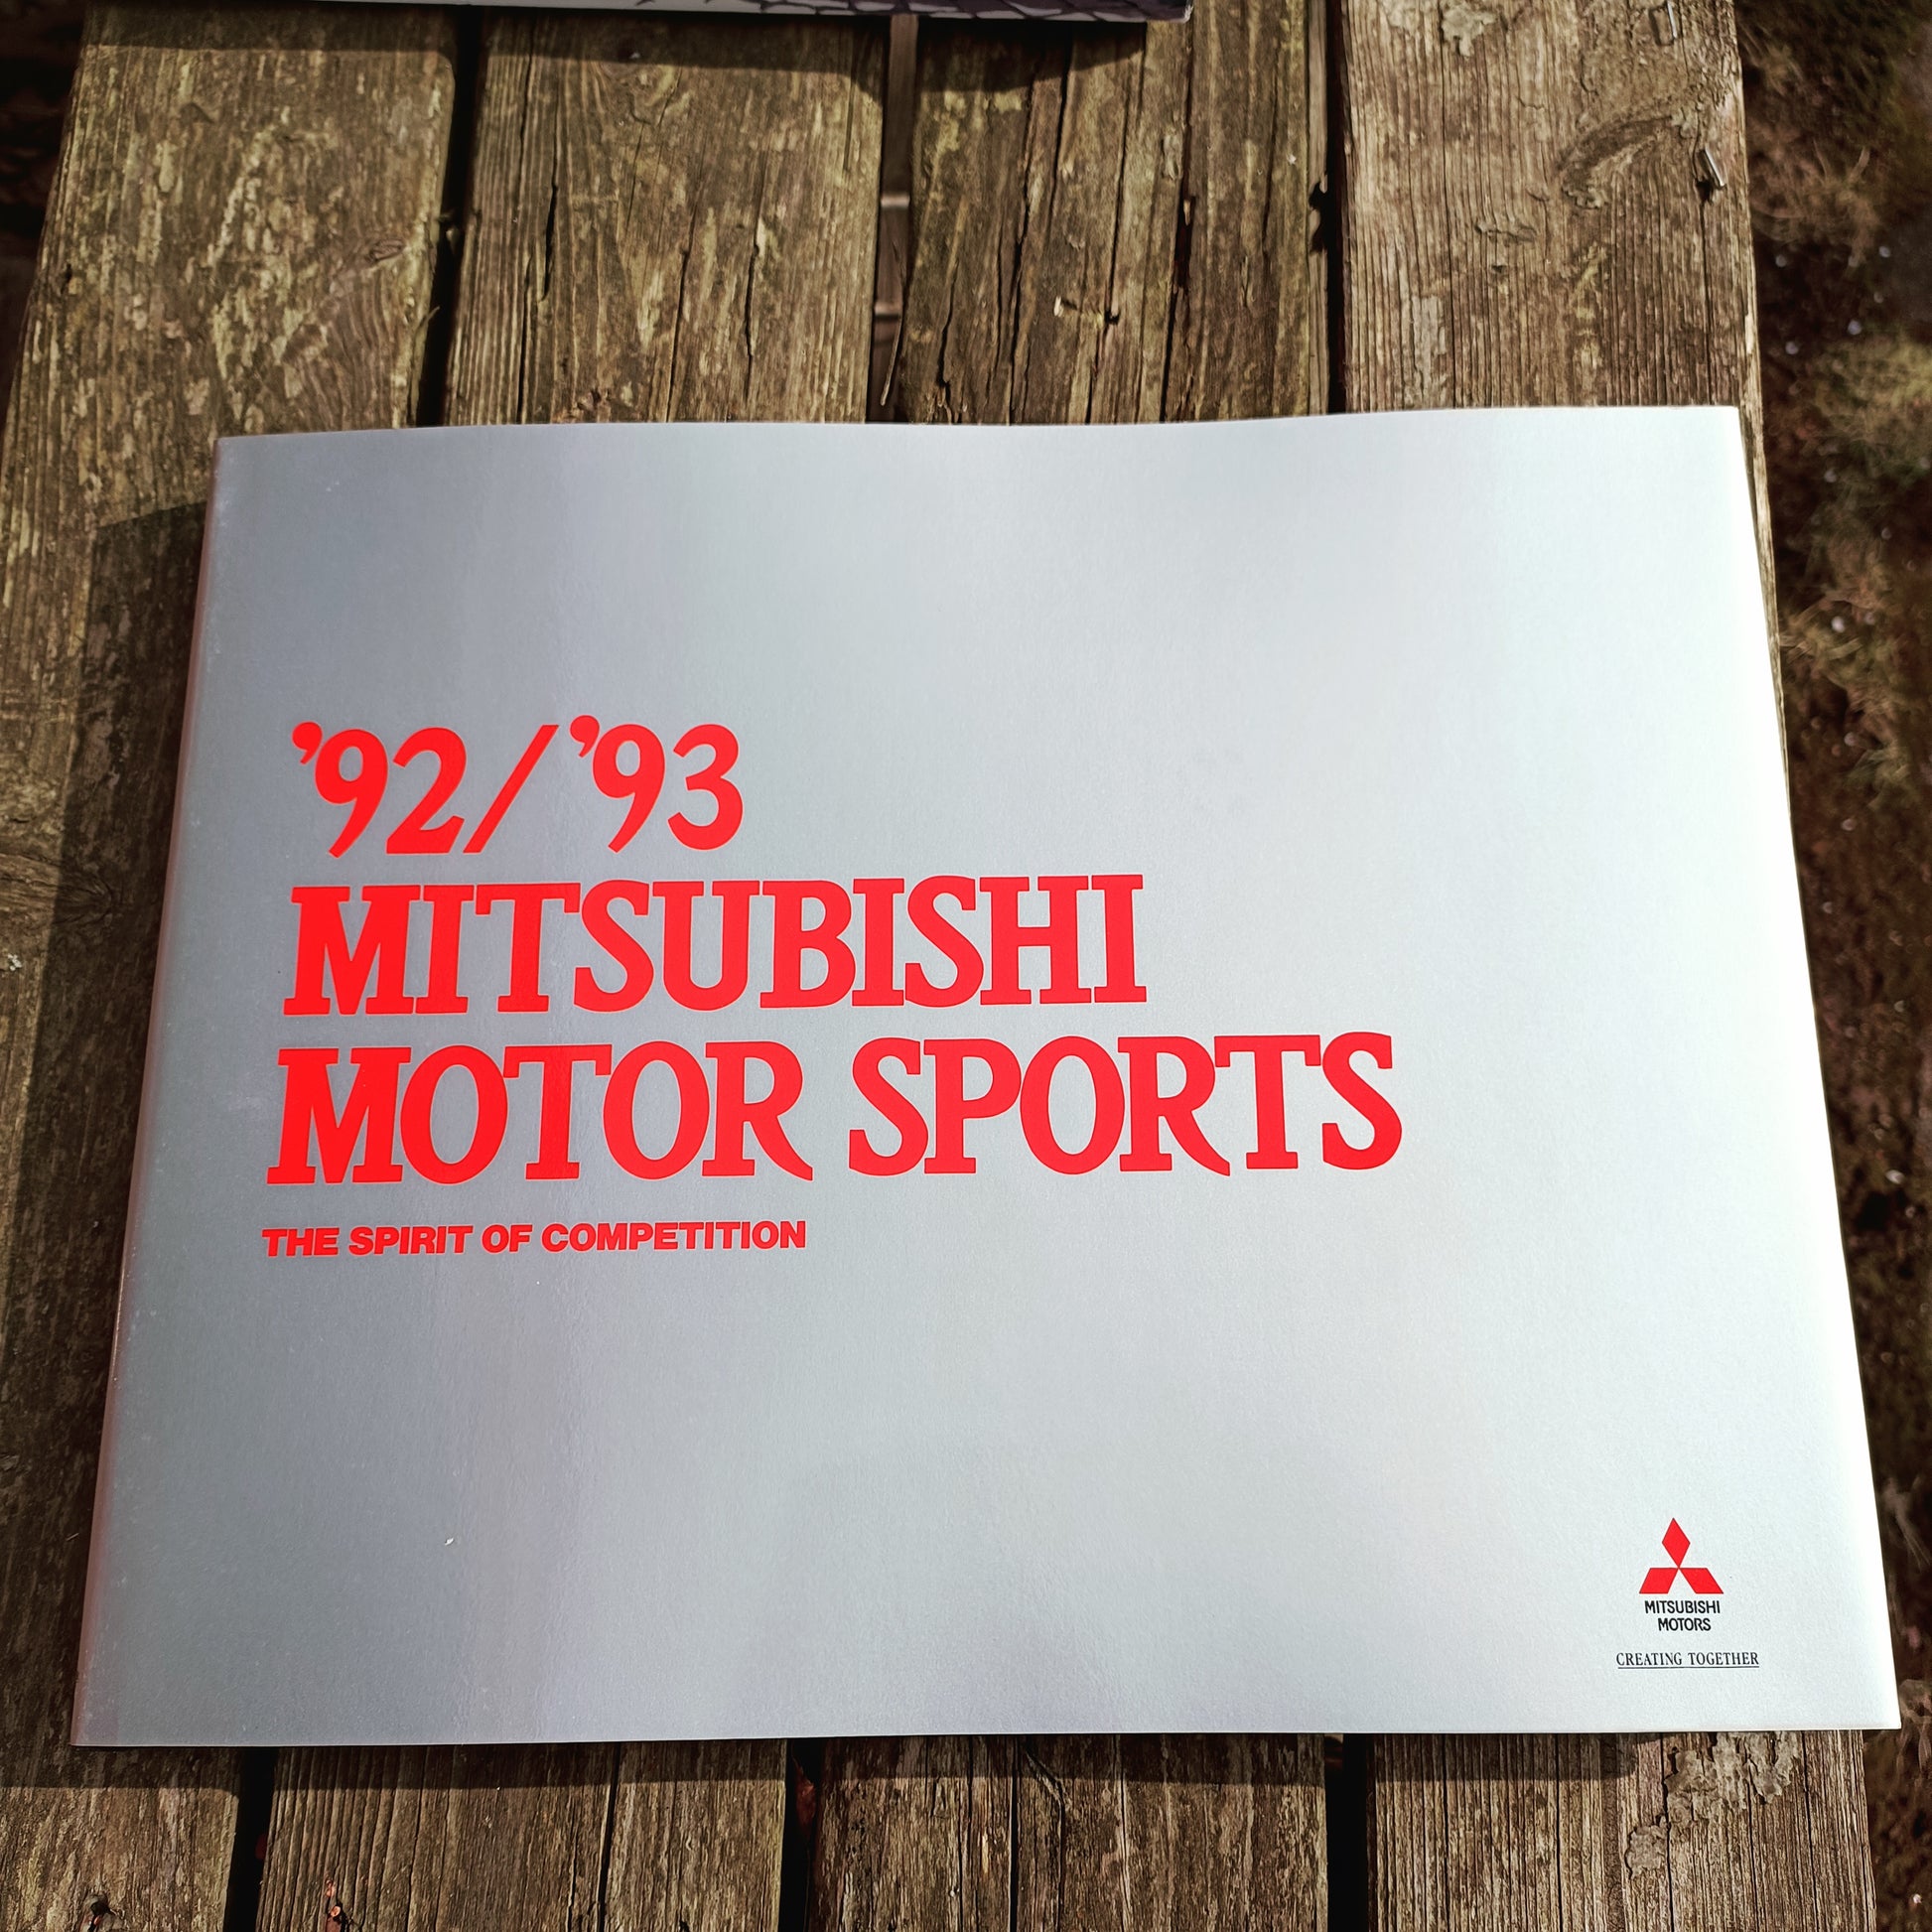 ’92/’93
MITSUBISHI
MOTOR SPORTS
THE SPIRIT OF COMPETITION
MITSUBISHI
MOTORS
CREATING TOGETHER